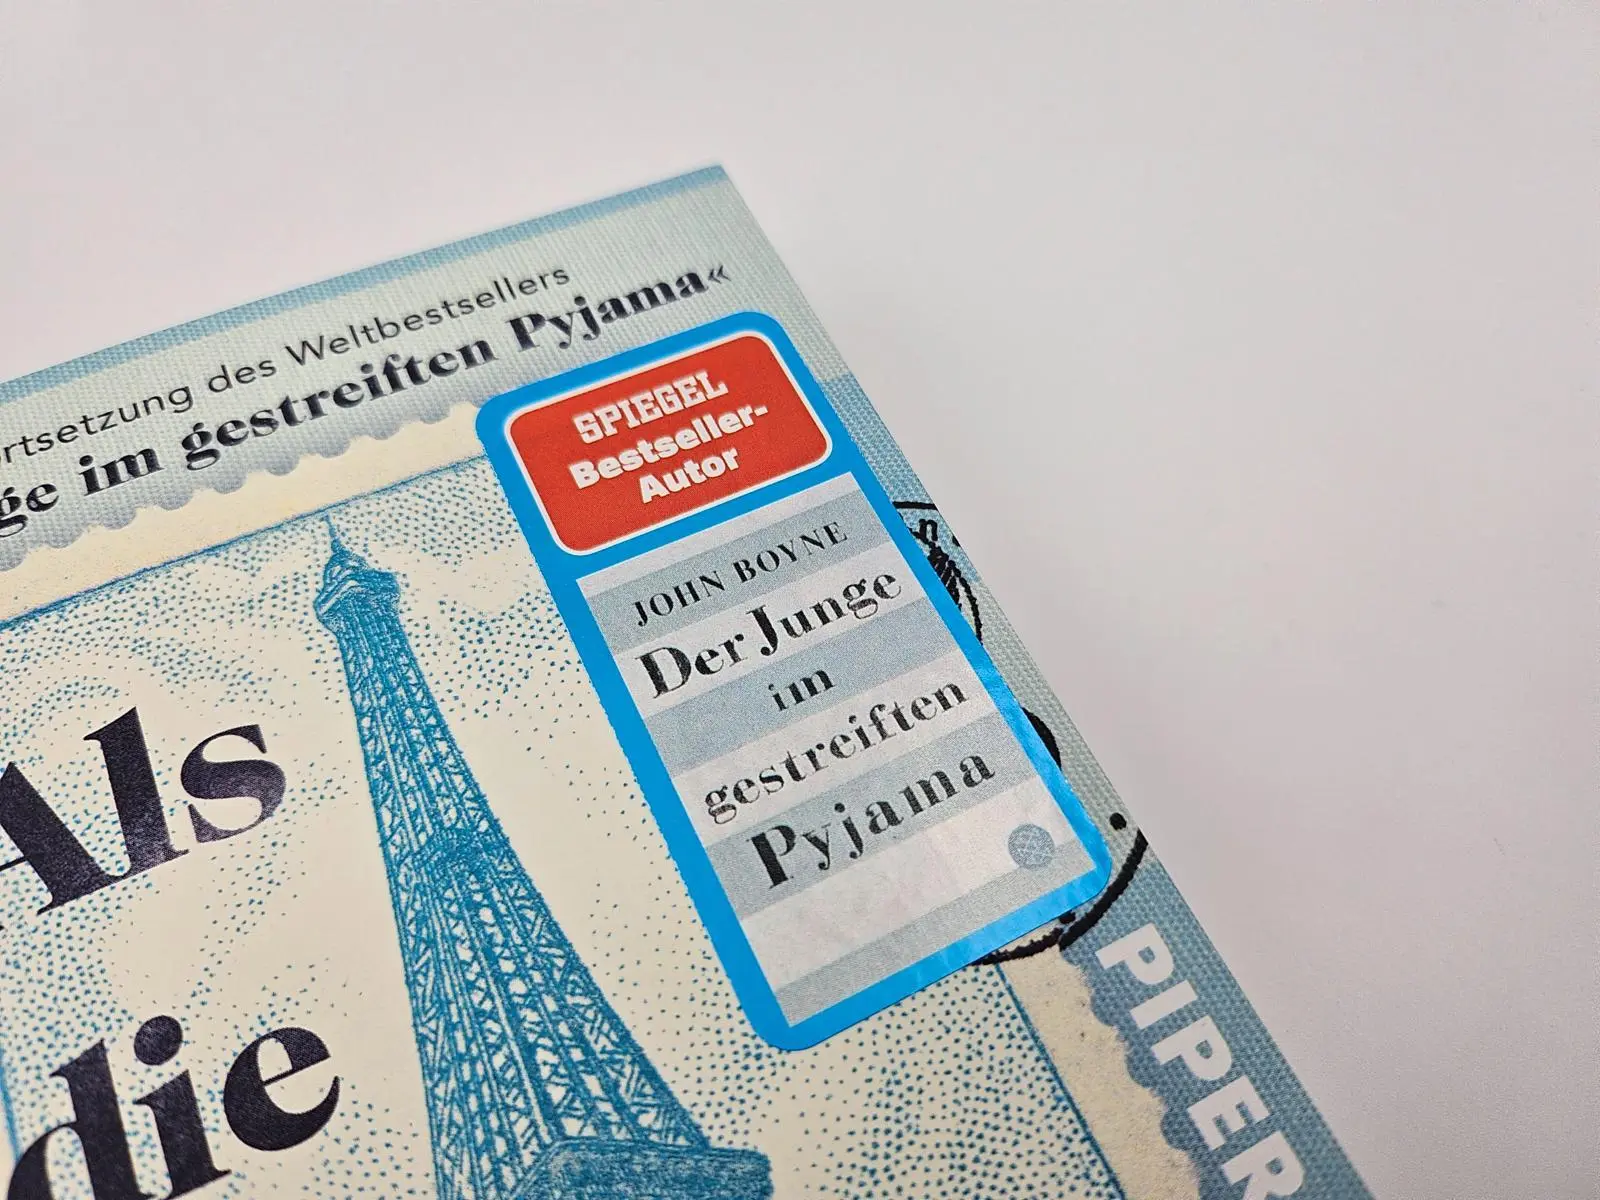 rtsetzung des Weltbestsellers
ge im gestreiften Pyjama«
SPIEGEL
Bestseller-
Autor
JOHN BOYNE
Der Junge
im
gestreiften
Pyjama
Als
die
PIPER